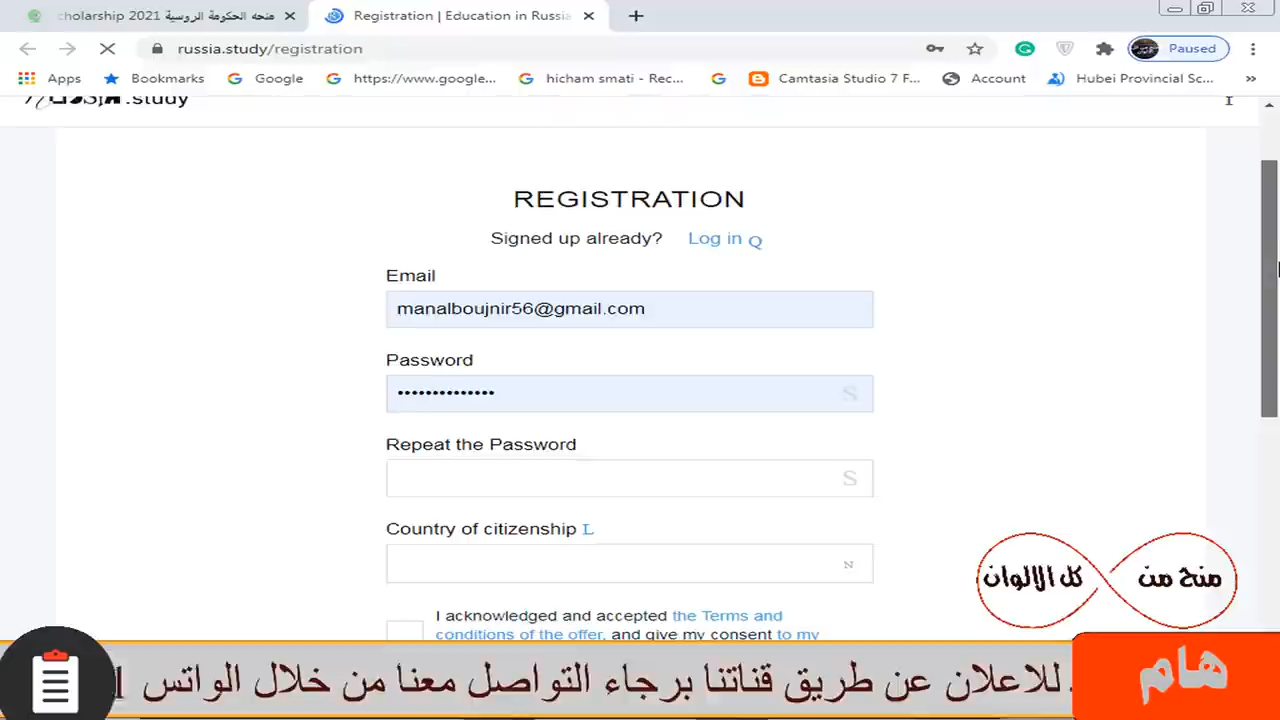 cholarship 2021 منحه الحكومة الروسية
Registration | Education in Russia
russia.study/registration
Paused
Apps
Bookmarks
Google
https://www.google...
hicham smati - Rec...
Camtasia Studio 7 F...
Account
Hubei Provincial Sc...
»
.study
REGISTRATION
Signed up already? Log in Q
Email
manalboujnir56@gmail.com
Password
••••••••••••••
S
Repeat the Password
S
Country of citizenship L
N
I acknowledged and accepted the Terms and
conditions of the offer, and give my consent to my
منح من كل الالوان
هام
للاعلان عن طريق قناتنا برجاء التواصل معنا من خلال الواتس 1